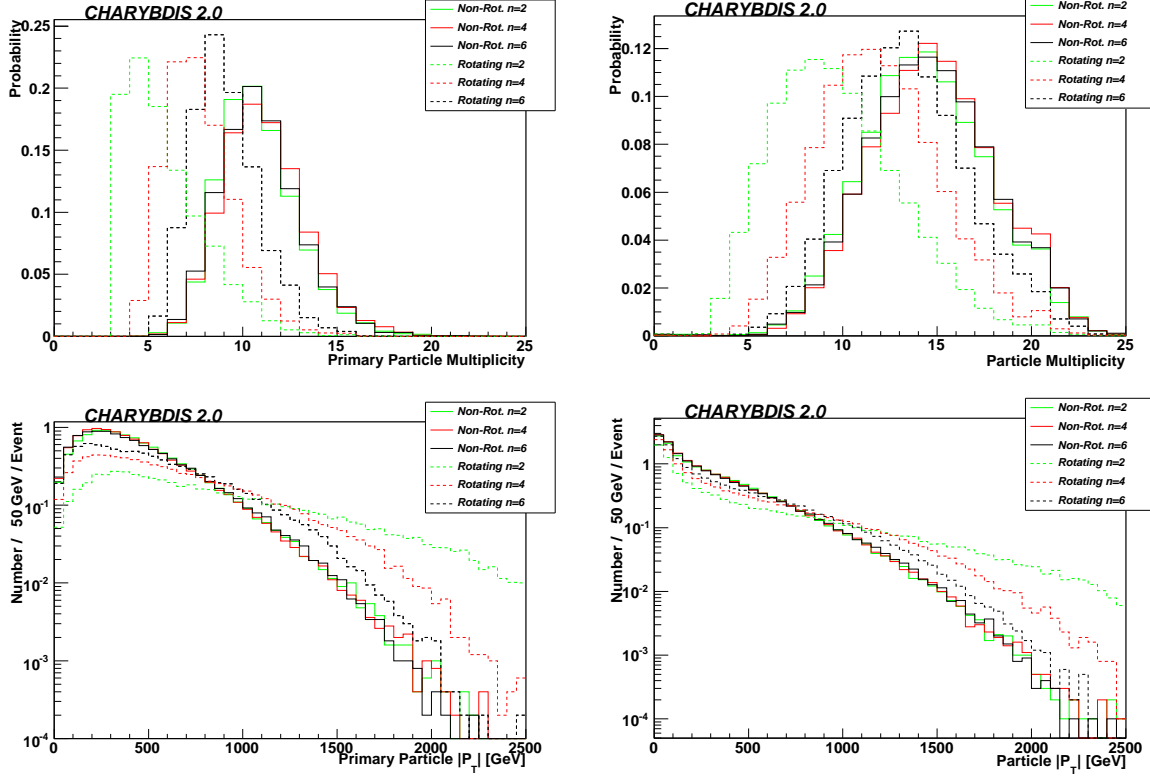 CHARYBDIS 2.0
Probability
0.25
0.2
0.15
0.1
0.05
0
0 5 10 15 20 25
Primary Particle Multiplicity
Non-Rot. n=2
Non-Rot. n=4
Non-Rot. n=6
Rotating n=2
Rotating n=4
Rotating n=6
CHARYBDIS 2.0
Probability
0.12
0.1
0.08
0.06
0.04
0.02
0
0 5 10 15 20 25
Particle Multiplicity
Non-Rot. n=2
Non-Rot. n=4
Non-Rot. n=6
Rotating n=2
Rotating n=4
Rotating n=6
CHARYBDIS 2.0
Number / 50 GeV / Event
1
10^-1
10^-2
10^-3
10^-4
0 500 1000 1500 2000 2500
Primary Particle |P_T| [GeV]
Non-Rot. n=2
Non-Rot. n=4
Non-Rot. n=6
Rotating n=2
Rotating n=4
Rotating n=6
CHARYBDIS 2.0
Number / 50 GeV / Event
1
10^-1
10^-2
10^-3
10^-4
0 500 1000 1500 2000 2500
Particle |P_T| [GeV]
Non-Rot. n=2
Non-Rot. n=4
Non-Rot. n=6
Rotating n=2
Rotating n=4
Rotating n=6